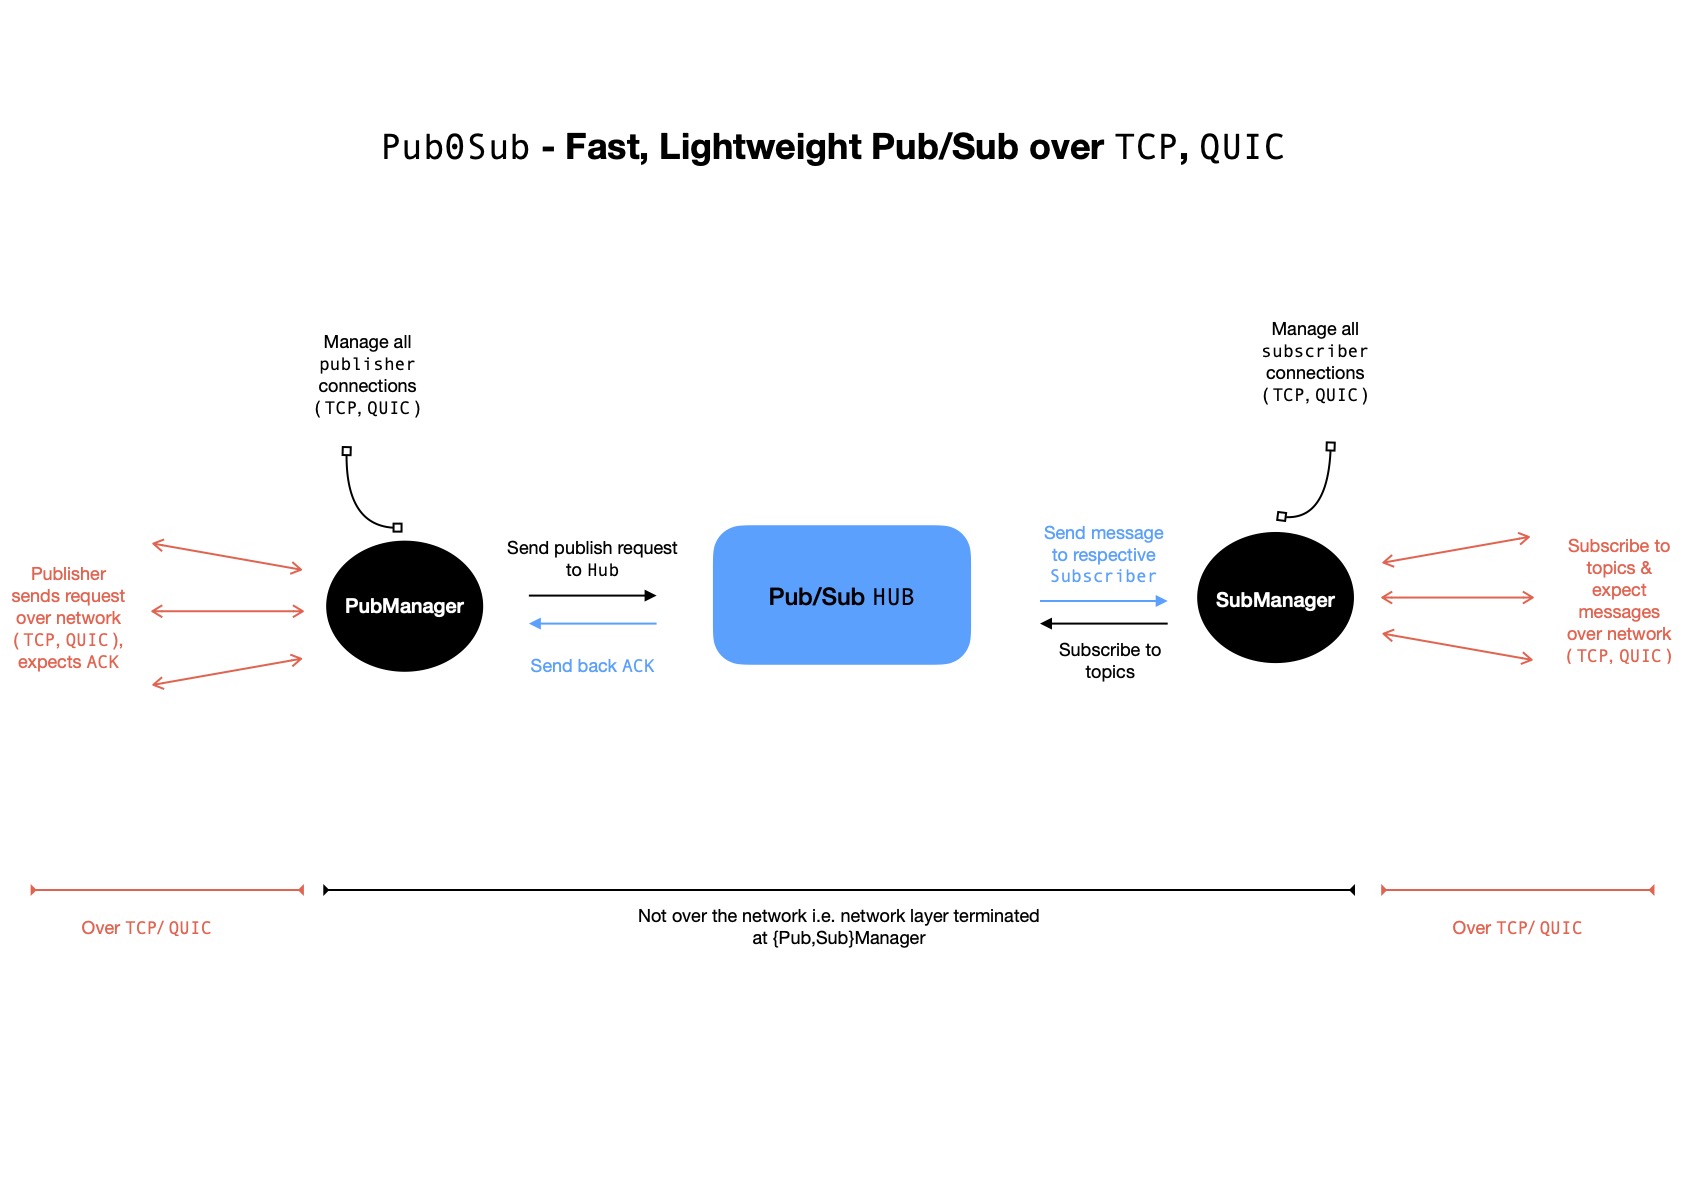 Pub0Sub - Fast, Lightweight Pub/Sub over TCP, QUIC
Manage all
publisher
connections
(TCP, QUIC)
Manage all
subscriber
connections
(TCP, QUIC)
Publisher
sends request
over network
(TCP, QUIC),
expects ACK
PubManager
Send publish request
to Hub
Send back ACK
Pub/Sub HUB
Send message
to respective
Subscriber
Subscribe to
topics
SubManager
Subscribe to
topics &
expect
messages
over network
(TCP, QUIC)
Over TCP/ QUIC
Not over the network i.e. network layer terminated
at {Pub,Sub}Manager
Over TCP/ QUIC